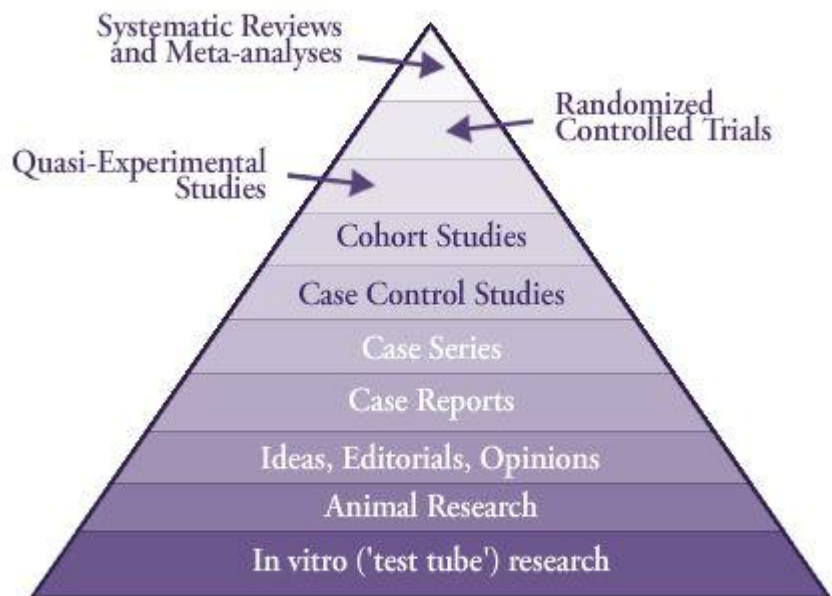 Systematic Reviews
and Meta-analyses
Randomized
Controlled Trials
Quasi-Experimental
Studies
Cohort Studies
Case Control Studies
Case Series
Case Reports
Ideas, Editorials, Opinions
Animal Research
In vitro ('test tube') research